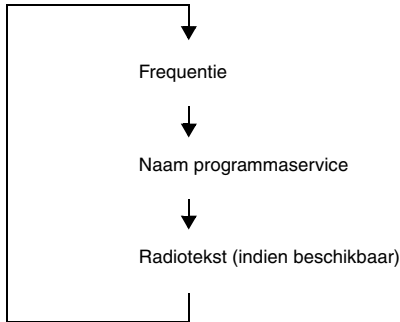 Frequentie
Naam programmaservice
Radiotekst (indien beschikbaar)